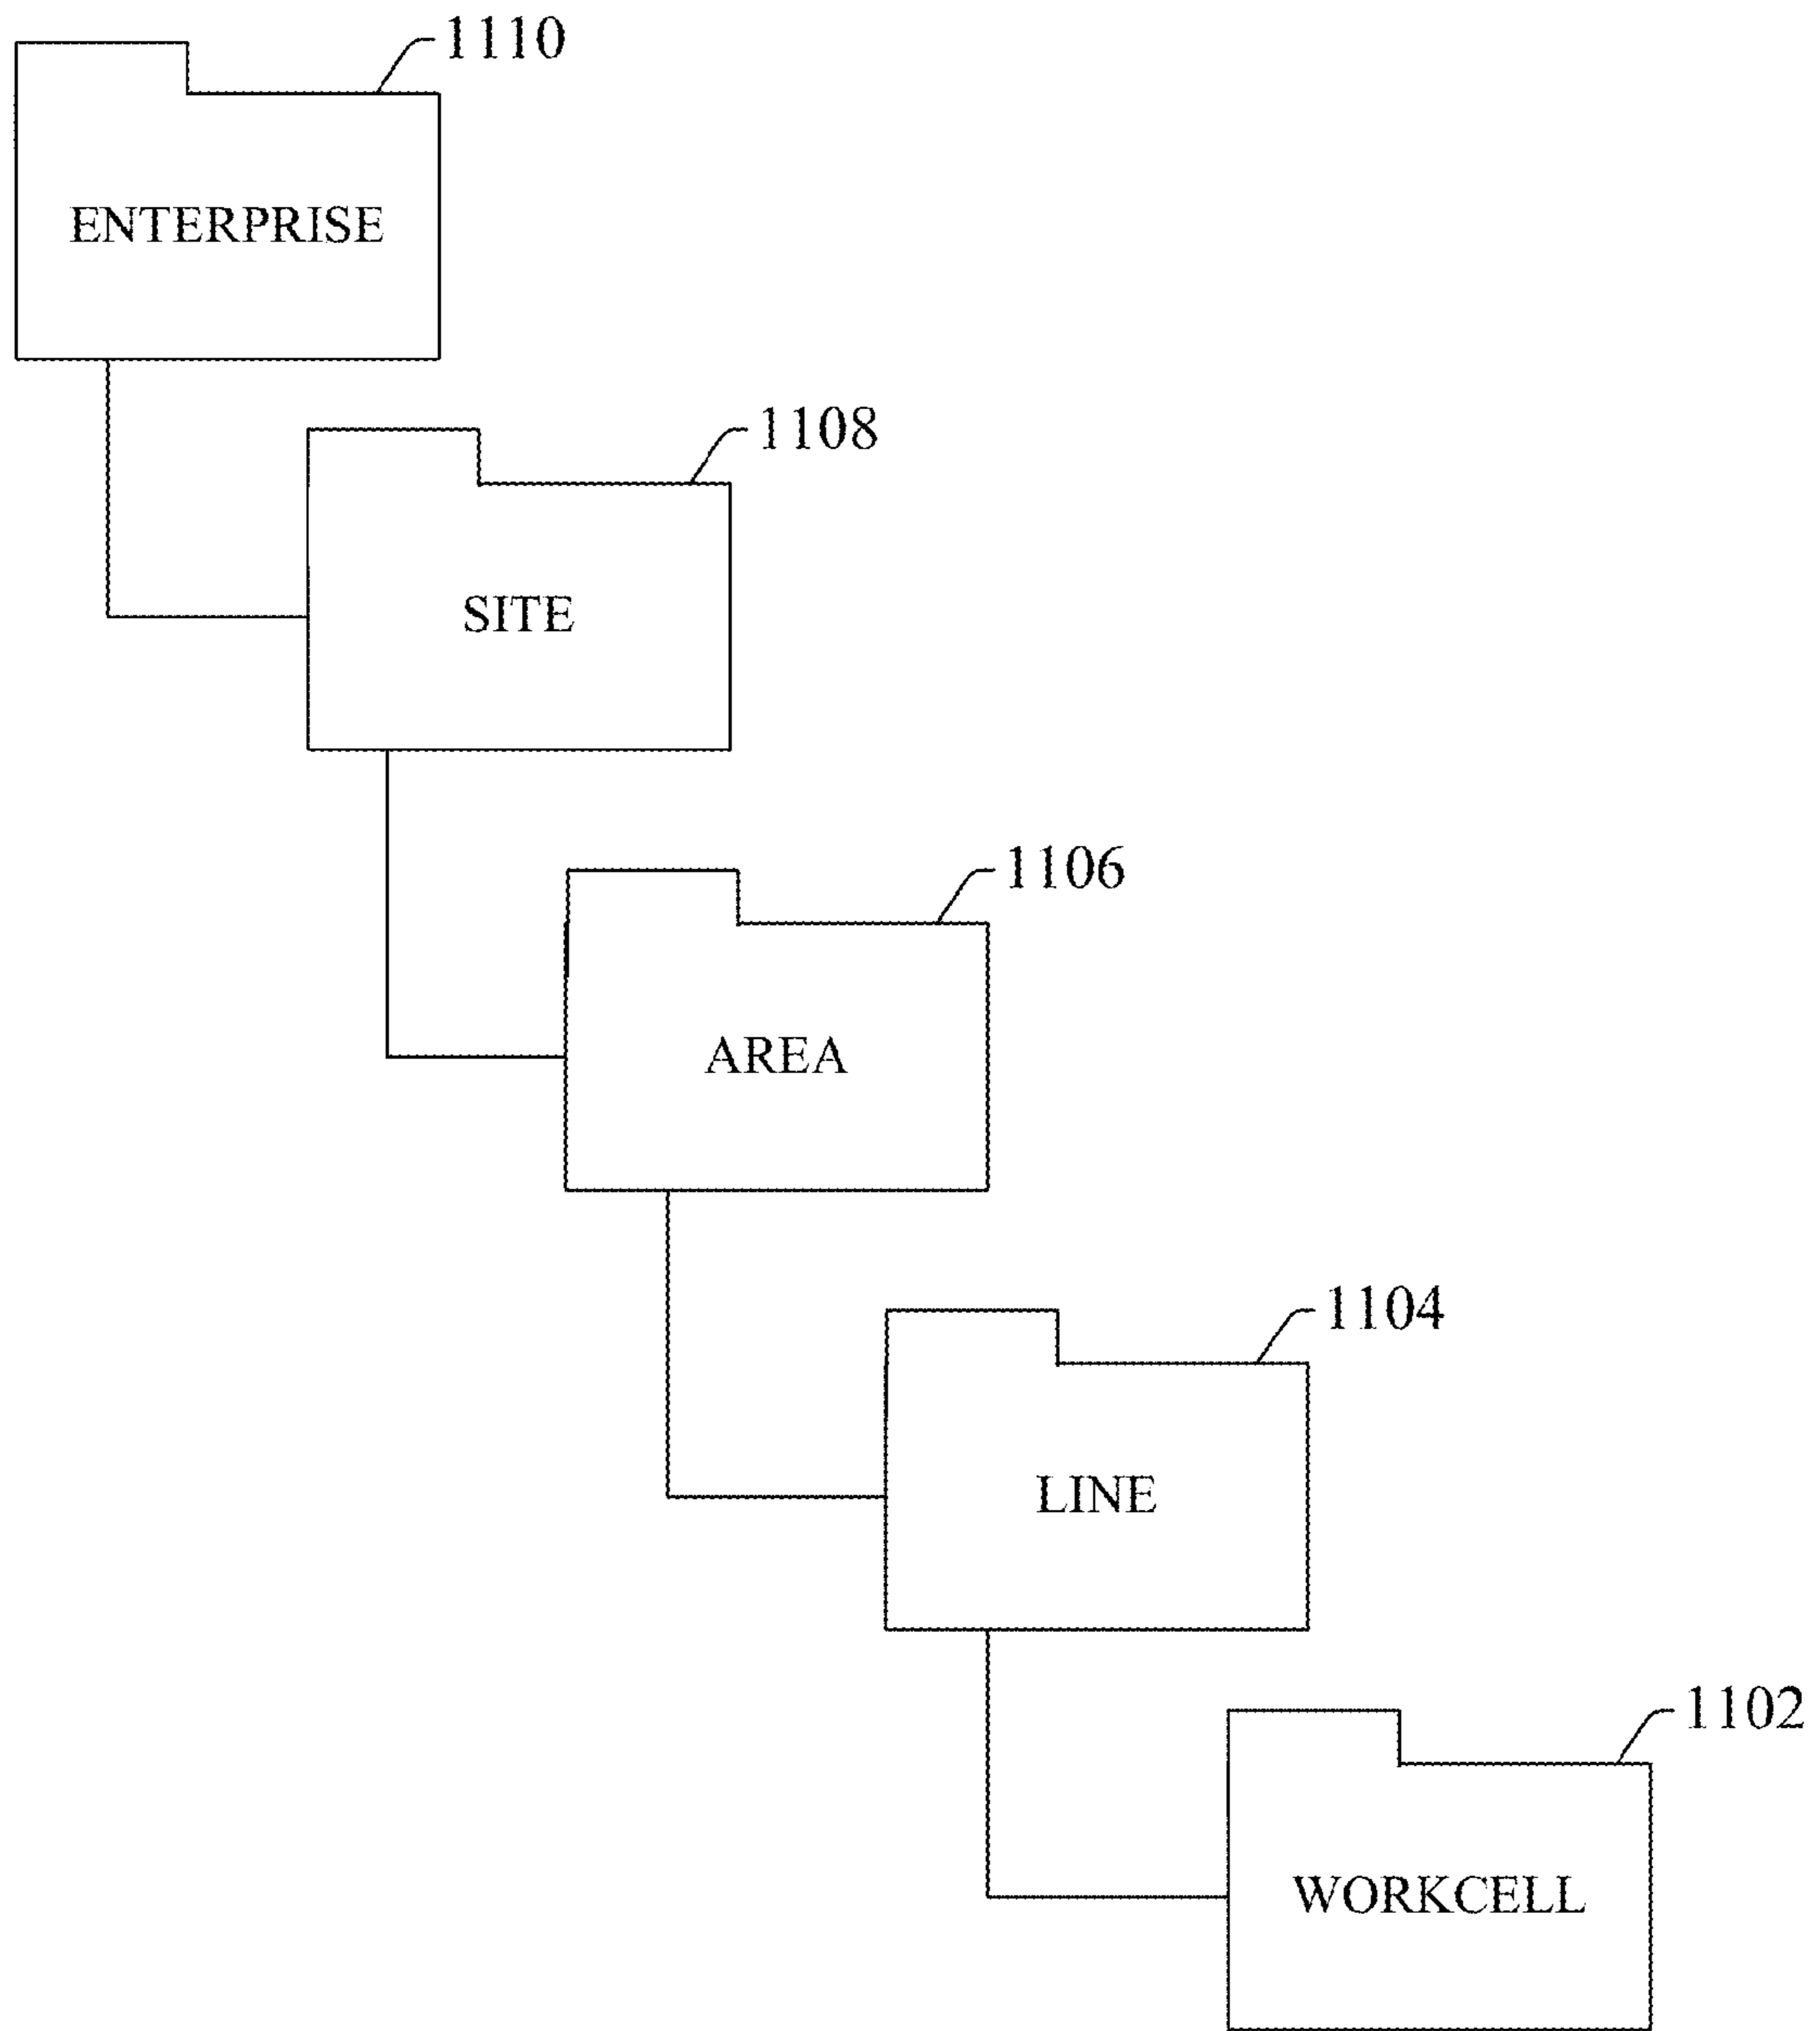 1110
ENTERPRISE
1108
SITE
1106
AREA
1104
LINE
1102
WORKCELL